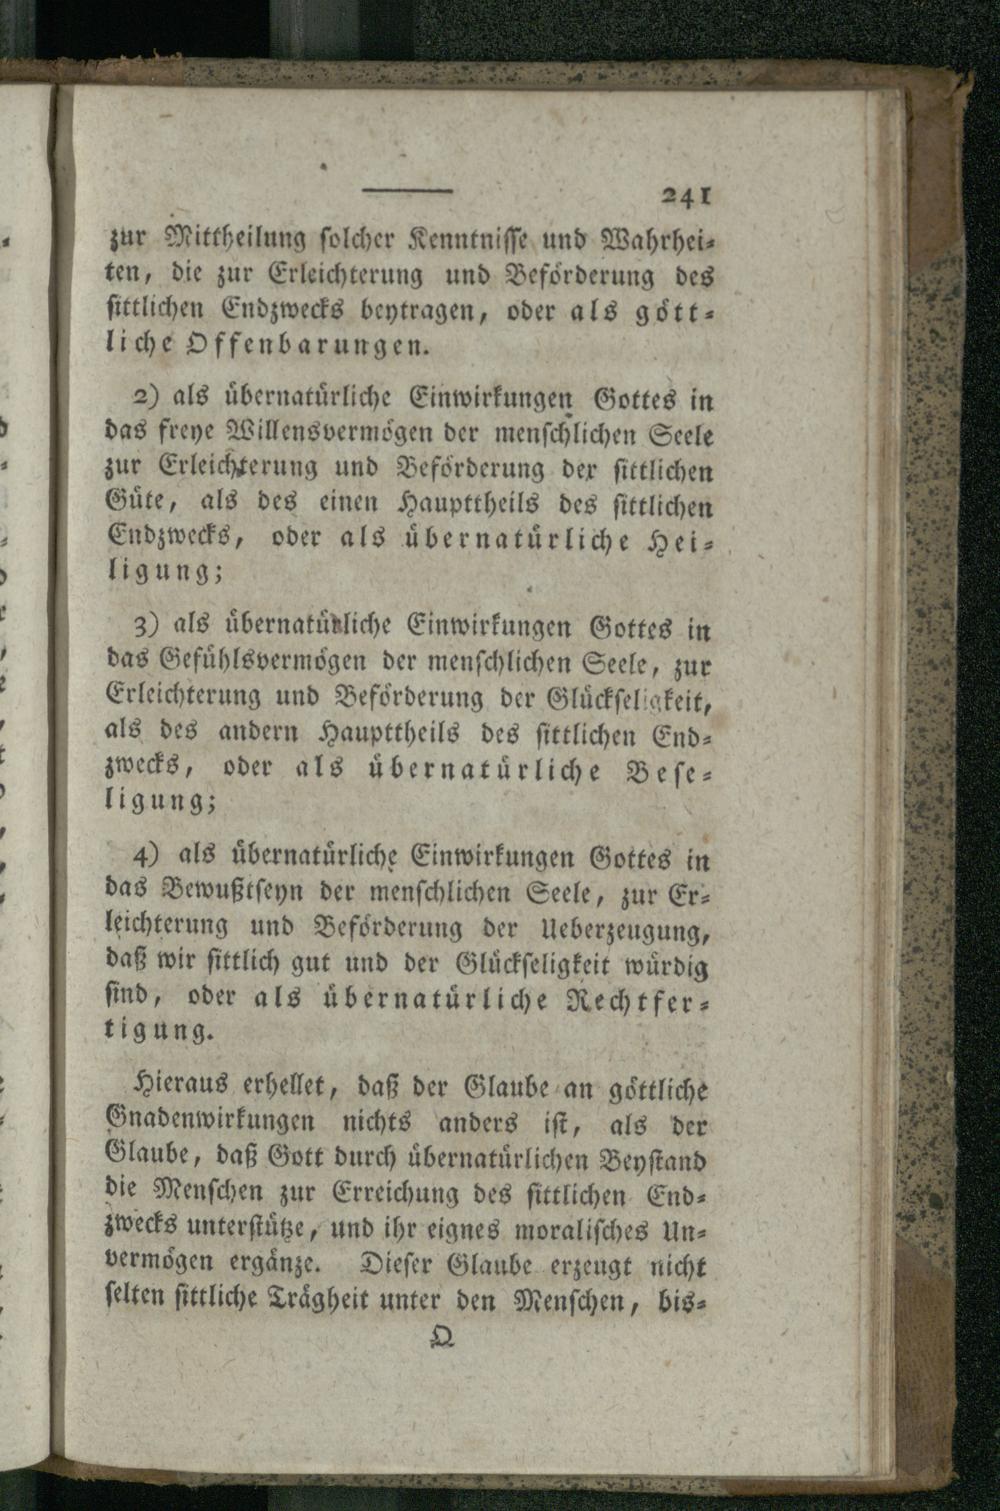 241
zur Mittheilung solcher Kenntnisse und Wahrhei-
ten, die zur Erleichterung und Beförderung des
sittlichen Endzwecks beytragen, oder als gött-
liche Offenbarungen.
2) als übernatürliche Einwirkungen Gottes in
das freye Willensvermögen der menschlichen Seele
zur Erleichterung und Beförderung der sittlichen
Güte, als des einen Haupttheils des sittlichen
Endzwecks, oder als übernatürliche Hei-
ligung;
3) als übernatürliche Einwirkungen Gottes in
das Gefühlsvermögen der menschlichen Seele, zur
Erleichterung und Beförderung der Glückseligkeit,
als des andern Haupttheils des sittlichen End-
zwecks, oder als übernatürliche Bese-
ligung;
4) als übernatürliche Einwirkungen Gottes in
das Bewußtseyn der menschlichen Seele, zur Er-
leichterung und Beförderung der Ueberzeugung,
daß wir sittlich gut und der Glückseligkeit würdig
sind, oder als übernatürliche Rechtfer-
tigung.
Hieraus erhellet, daß der Glaube an göttliche
Gnadenwirkungen nichts anders ist, als der
Glaube, daß Gott durch übernatürlichen Beystand
die Menschen zur Erreichung des sittlichen End-
zwecks unterstütze, und ihr eignes moralisches Un-
vermögen ergänze. Dieser Glaube erzeugt nicht
selten sittliche Trägheit unter den Menschen, bis-
Q